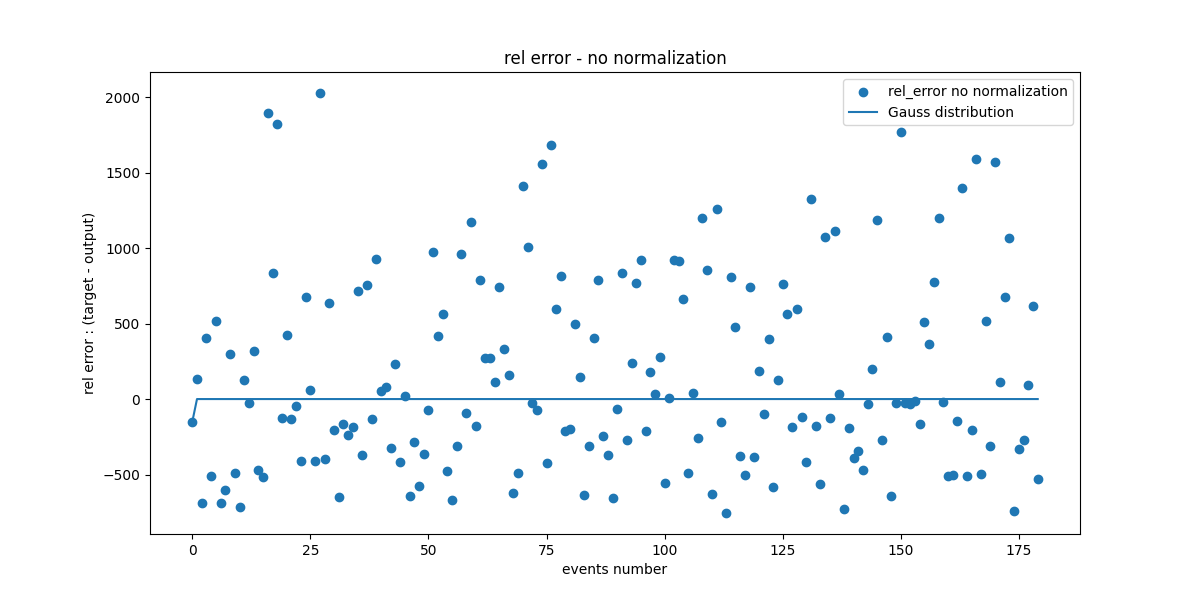 rel error - no normalization
rel_error no normalization
Gauss distribution
2000
1500
1000
500
0
−500
rel error : (target - output)
0 25 50 75 100 125 150 175
events number